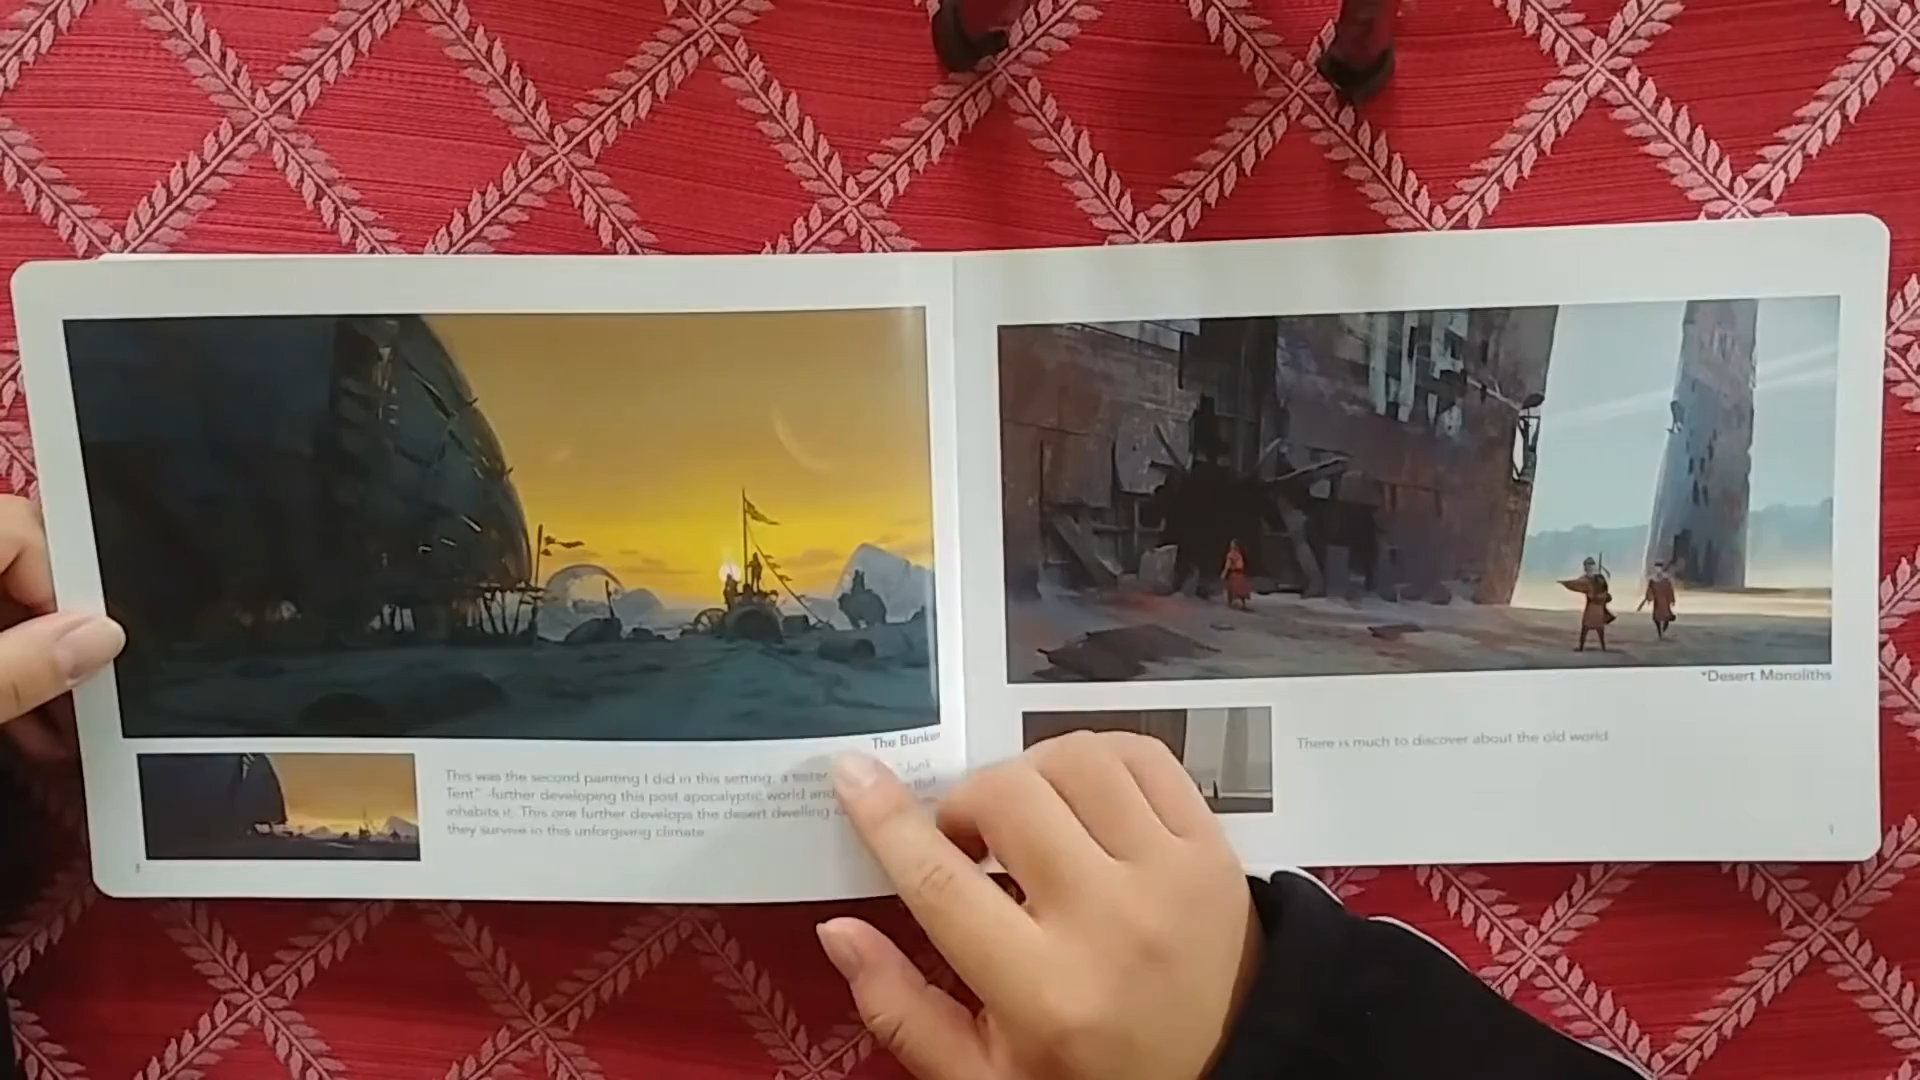 The Bunker
This was the second painting I did in this setting, a sister "Junk
Tent" -further developing this post apocalyptic world and that
inhabits it. This one further develops the desert dwelling
they survive in this unforgiving climate
*Desert Monoliths
There is much to discover about the old world